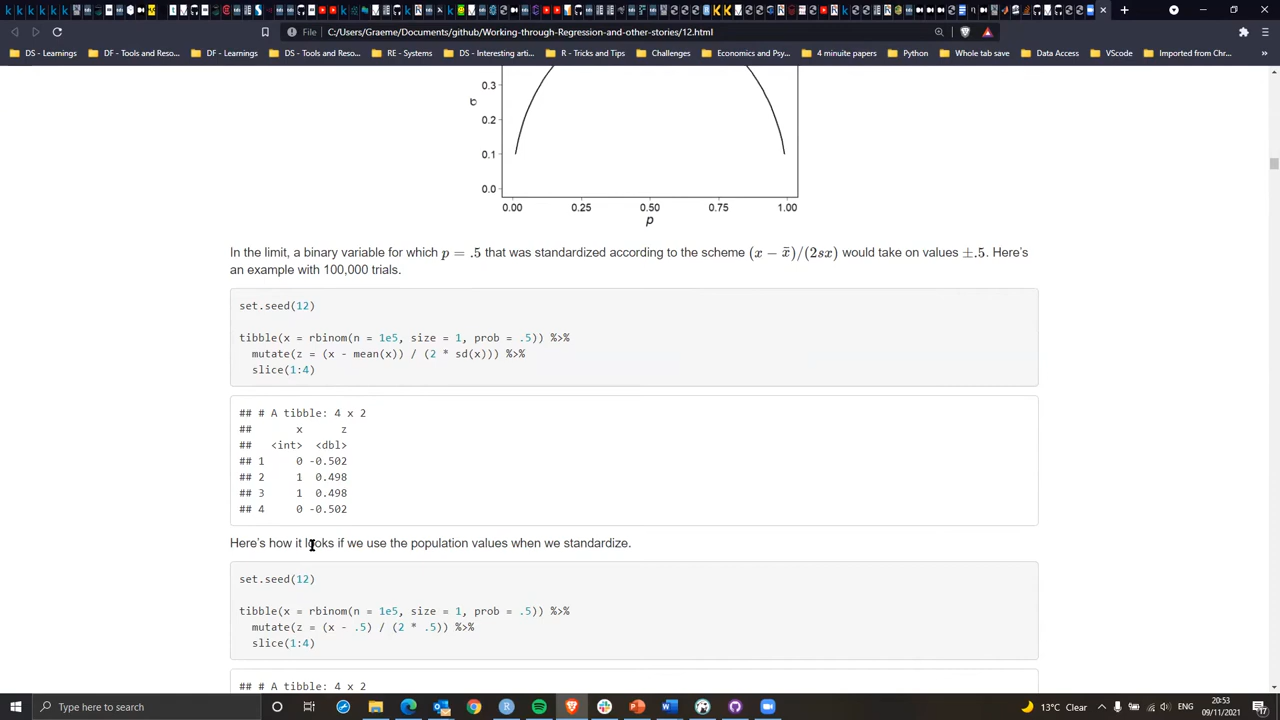 File
C:/Users/Graeme/Documents/github/Working-through-Regression-and-other-stories/12.html
DS - Learnings
DF - Tools and Reso...
DF - Learnings
DS - Tools and Reso...
RE - Systems
DS - Interesting arti...
R - Tricks and Tips
Challenges
Economics and Psy...
4 minuite papers
Python
Whole tab save
Data Access
VScode
Imported from Chr...
0.3
σ
0.2
0.1
0.0
0.00 0.25 0.50 0.75 1.00
p
In the limit, a binary variable for which p = .5 that was standardized according to the scheme (x − x̄)/(2sx) would take on values ±.5. Here's
an example with 100,000 trials.
set.seed(12)
tibble(x = rbinom(n = 1e5, size = 1, prob = .5)) %>%
mutate(z = (x - mean(x)) / (2 * sd(x))) %>%
slice(1:4)
## # A tibble: 4 x 2
## x z
## <int> <dbl>
## 1 0 -0.502
## 2 1 0.498
## 3 1 0.498
## 4 0 -0.502
Here's how it looks if we use the population values when we standardize.
set.seed(12)
tibble(x = rbinom(n = 1e5, size = 1, prob = .5)) %>%
mutate(z = (x - .5) / (2 * .5)) %>%
slice(1:4)
## # A tibble: 4 x 2
Type here to search
13°C Clear
20:53
09/11/2021